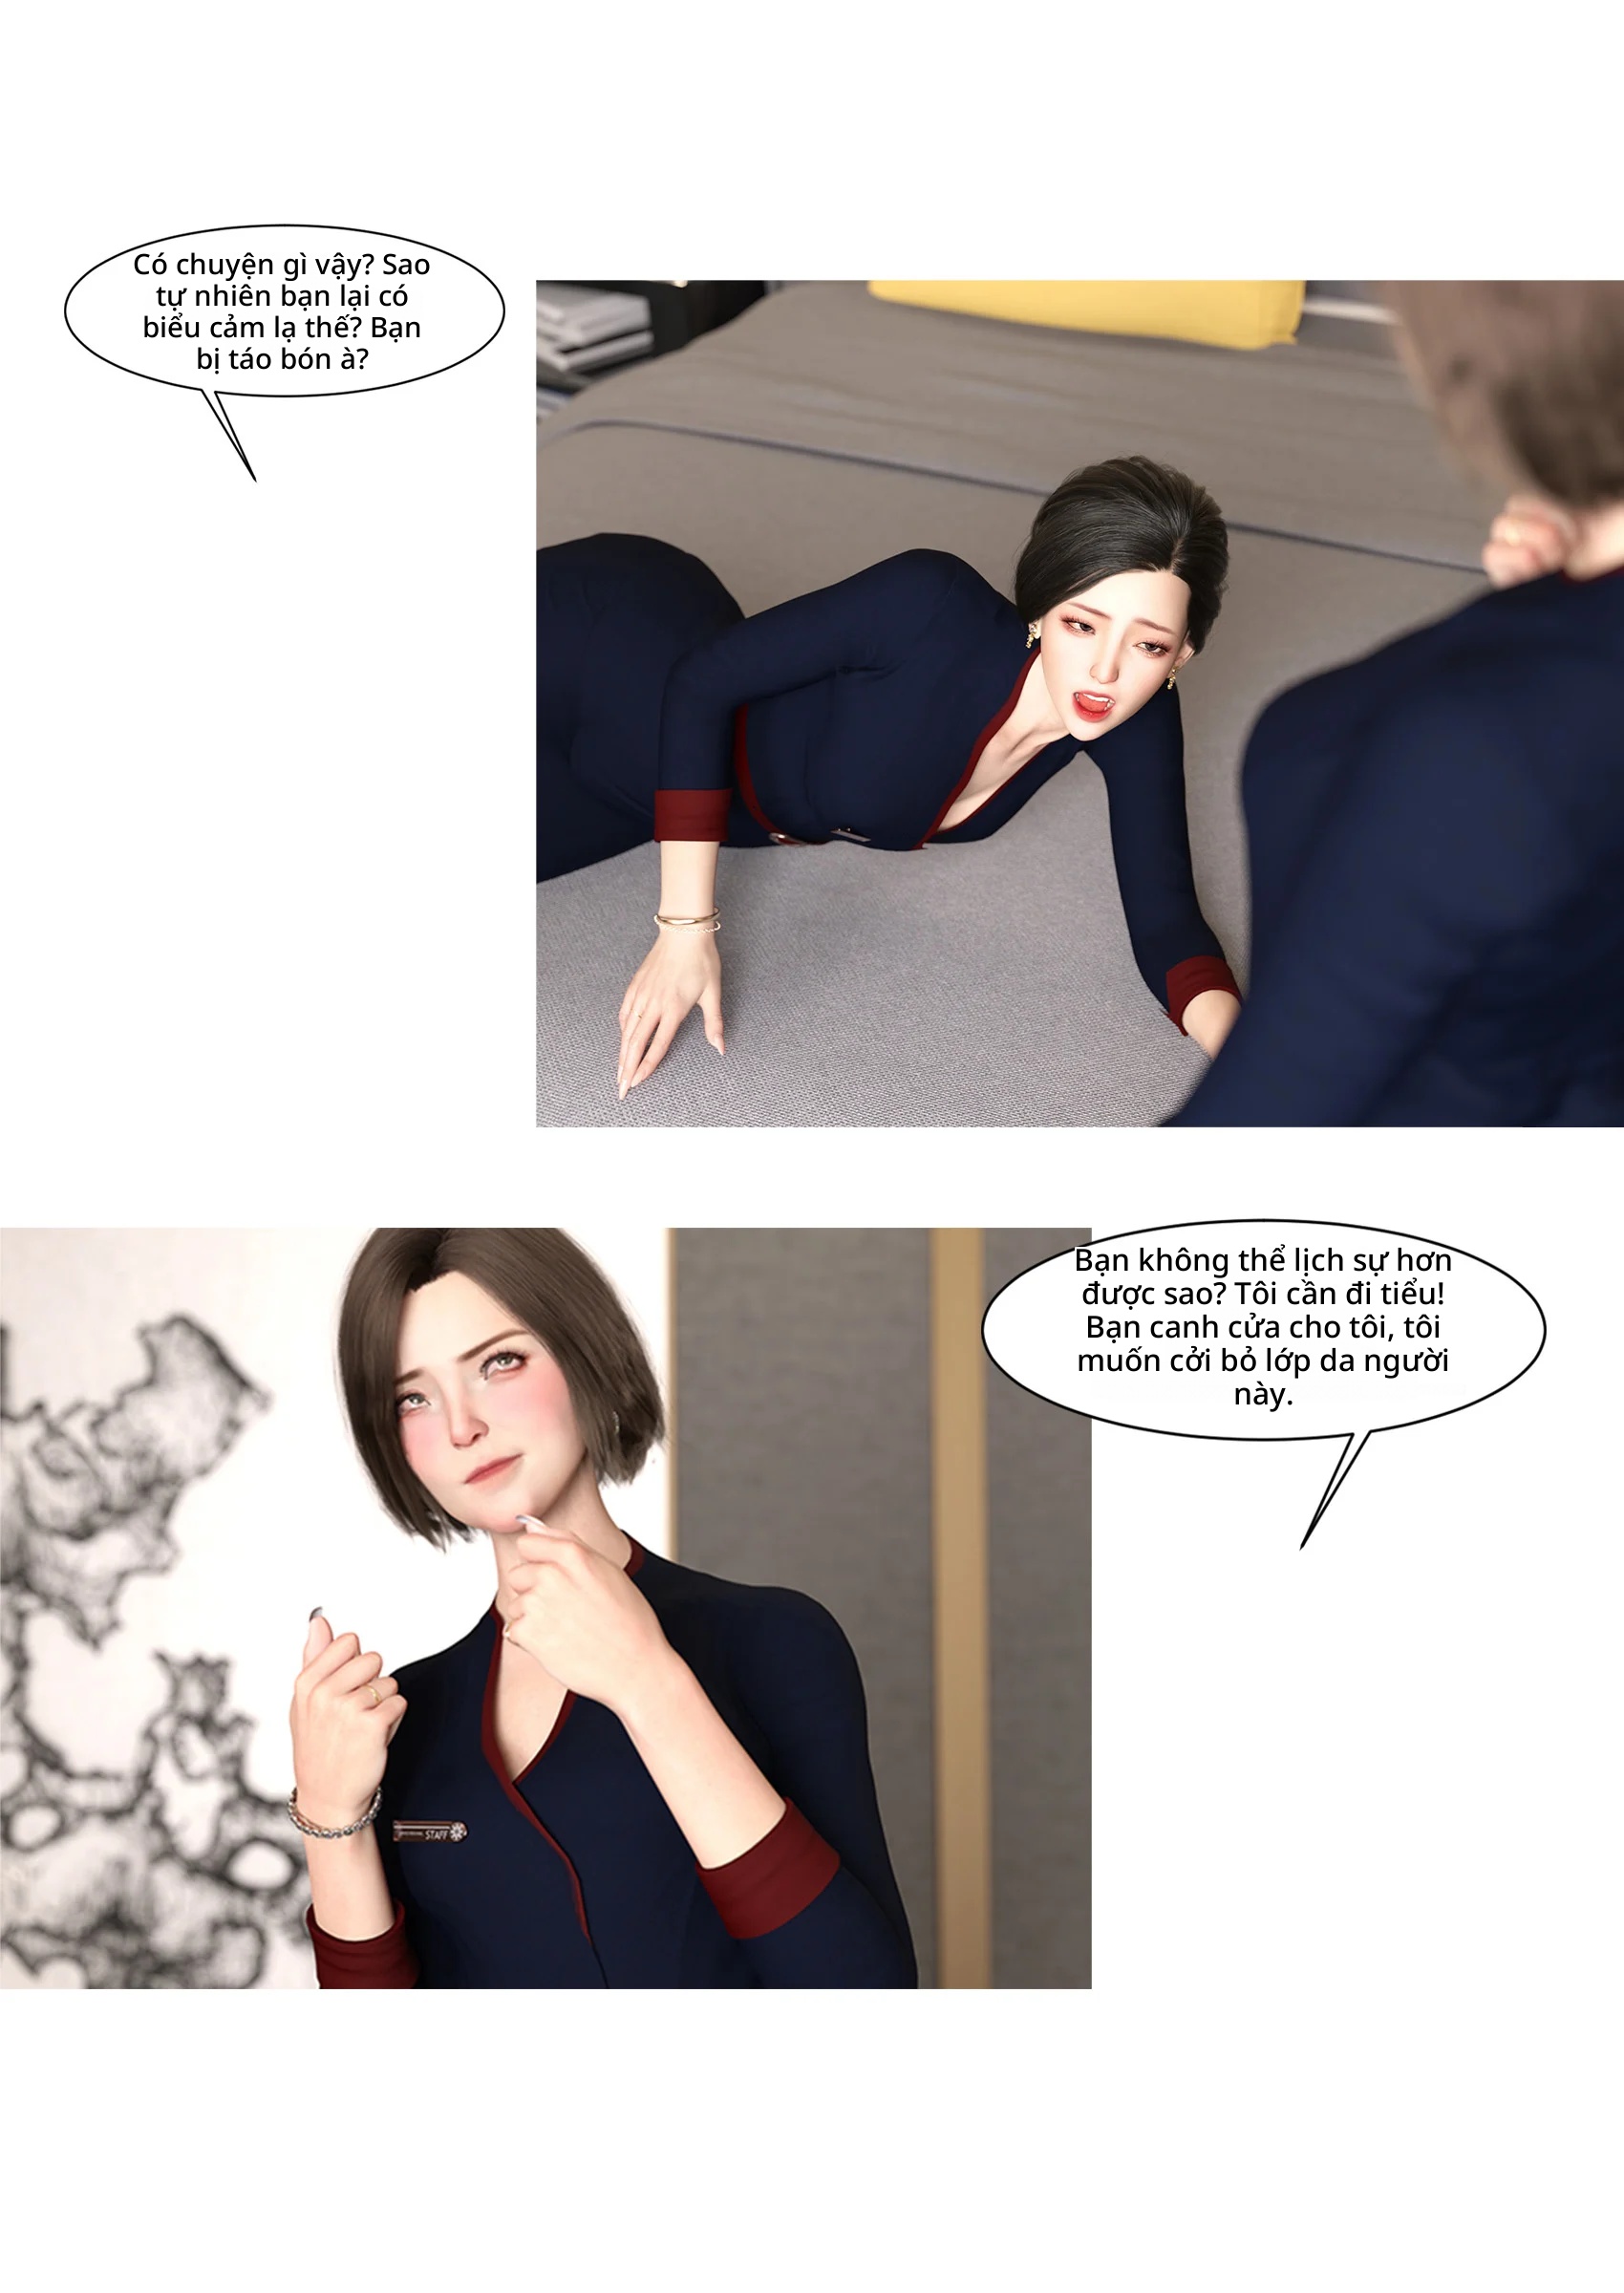 Có chuyện gì vậy? Sao
tự nhiên bạn lại có
biểu cảm lạ thế? Bạn
bị táo bón à?
Bạn không thể lịch sự hơn
được sao? Tôi cần đi tiểu!
Bạn canh cửa cho tôi, tôi
muốn cởi bỏ lớp da người
này.
STAFF